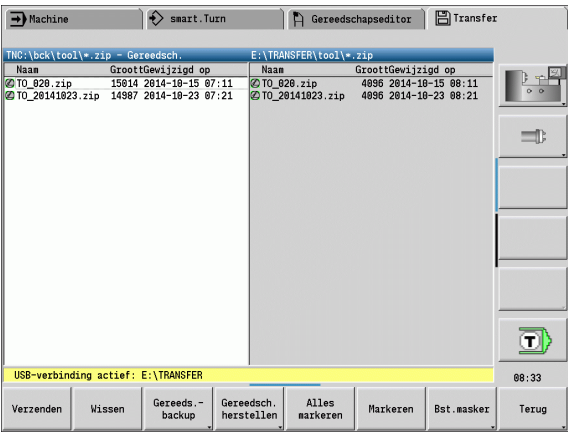 Machine smart.Turn Gereedschapseditor Transfer
TNC:\bck\tool\*.zip - Gereedsch. E:\TRANSFER\tool\*.zip
Naam GroottGewijzigd op Naam GroottGewijzigd op
TO_020.zip 15014 2014-10-15 07:11 TO_020.zip 4096 2014-10-15 08:11
TO_20141023.zip 14987 2014-10-23 07:21 TO_20141023.zip 4096 2014-10-23 08:21
T
USB-verbinding actief: E:\TRANSFER
08:33
Verzenden Wissen Gereeds.- Gereedsch. Alles Markeren Bst.masker Terug
backup herstellen markeren